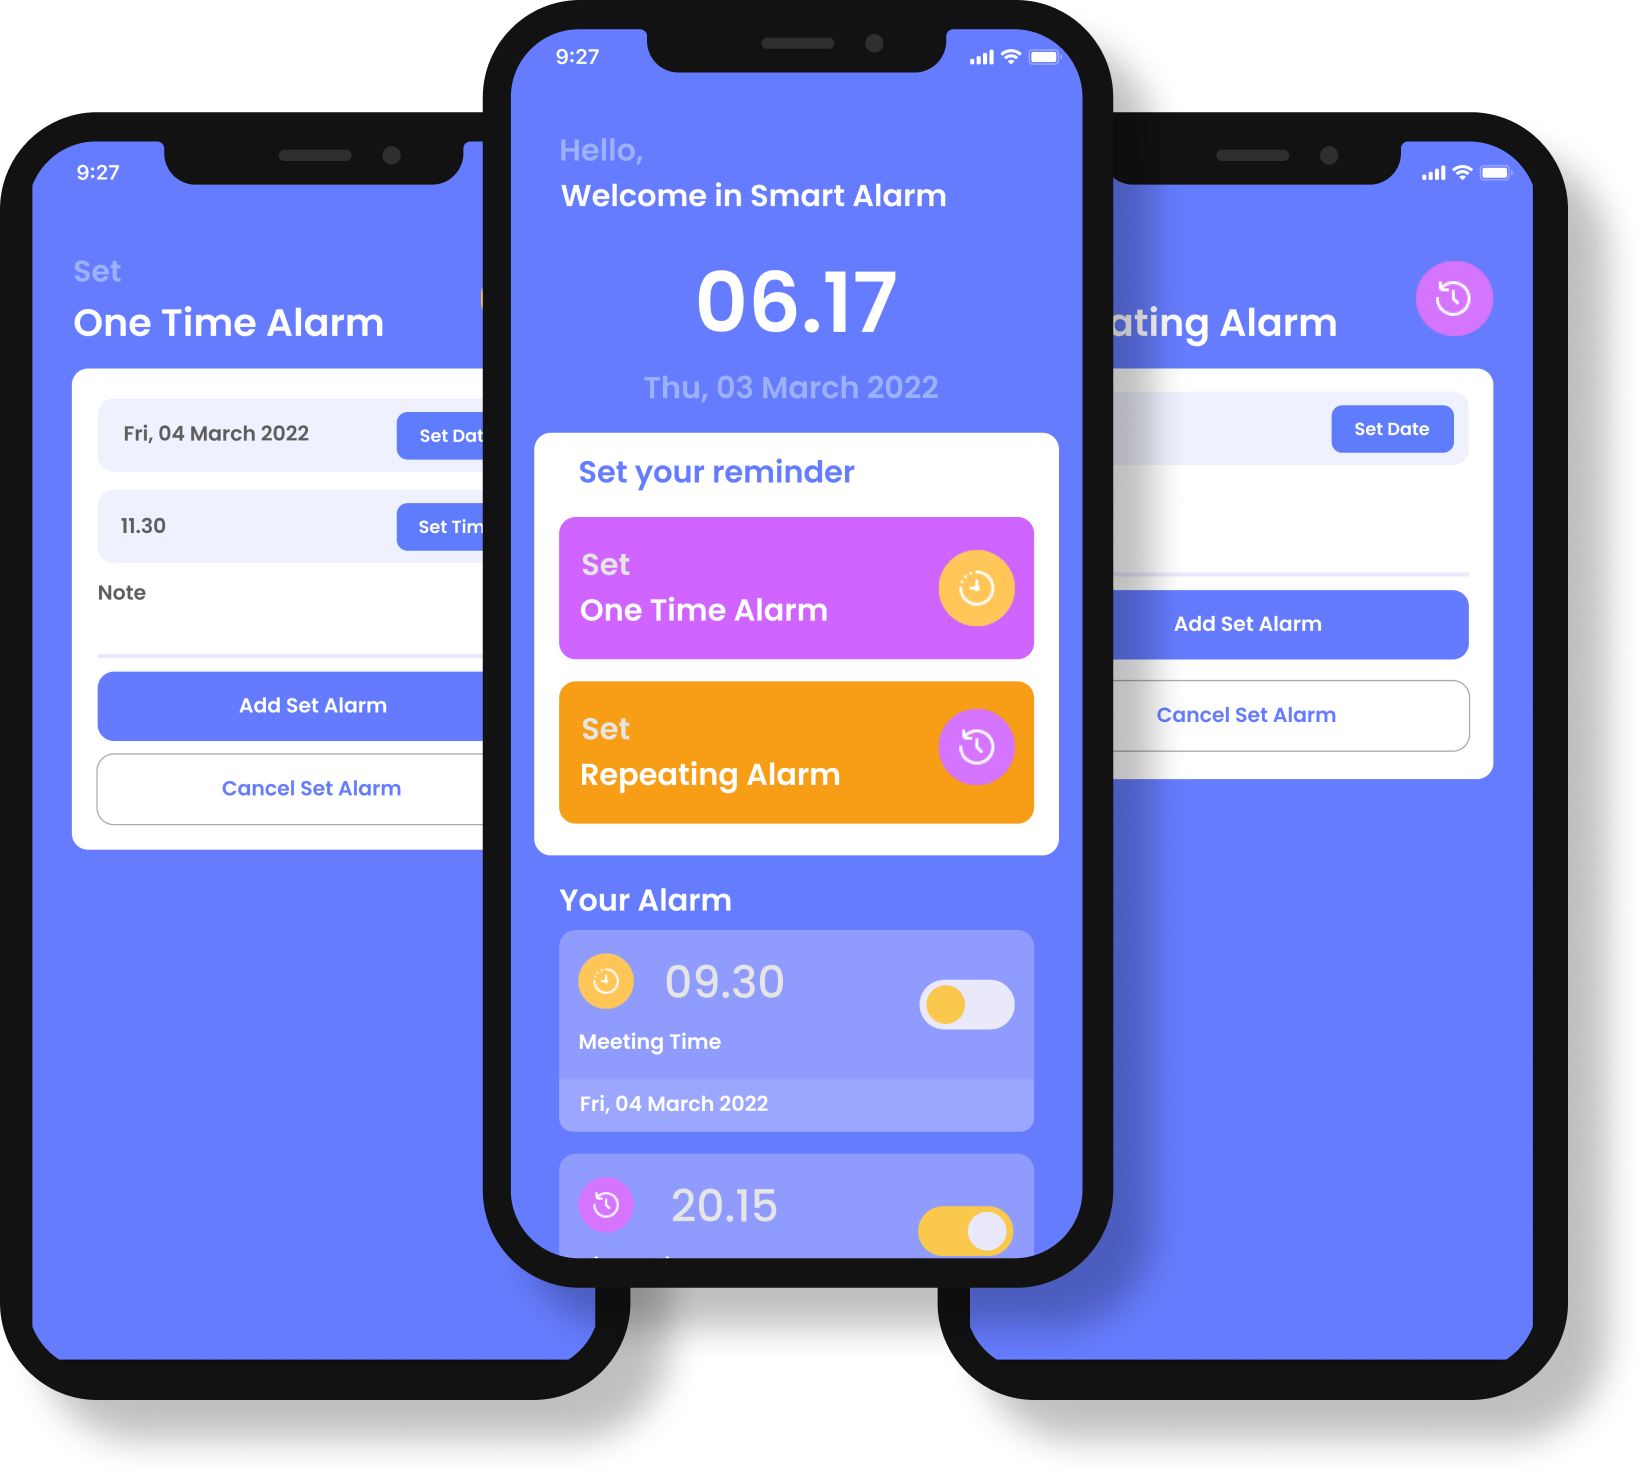 9:27
Set
One Time Alarm
Fri, 04 March 2022
Set
11.30
Set
Note
Add Set Alarm
Cancel Set Alarm
9:27
Hello,
Welcome in Smart Alarm
06.17
Thu, 03 March 2022
Set your reminder
Set
One Time Alarm
Set
Repeating Alarm
Your Alarm
09.30
Meeting Time
Fri, 04 March 2022
20.15
Alarm
Set Date
Add Set Alarm
Cancel Set Alarm